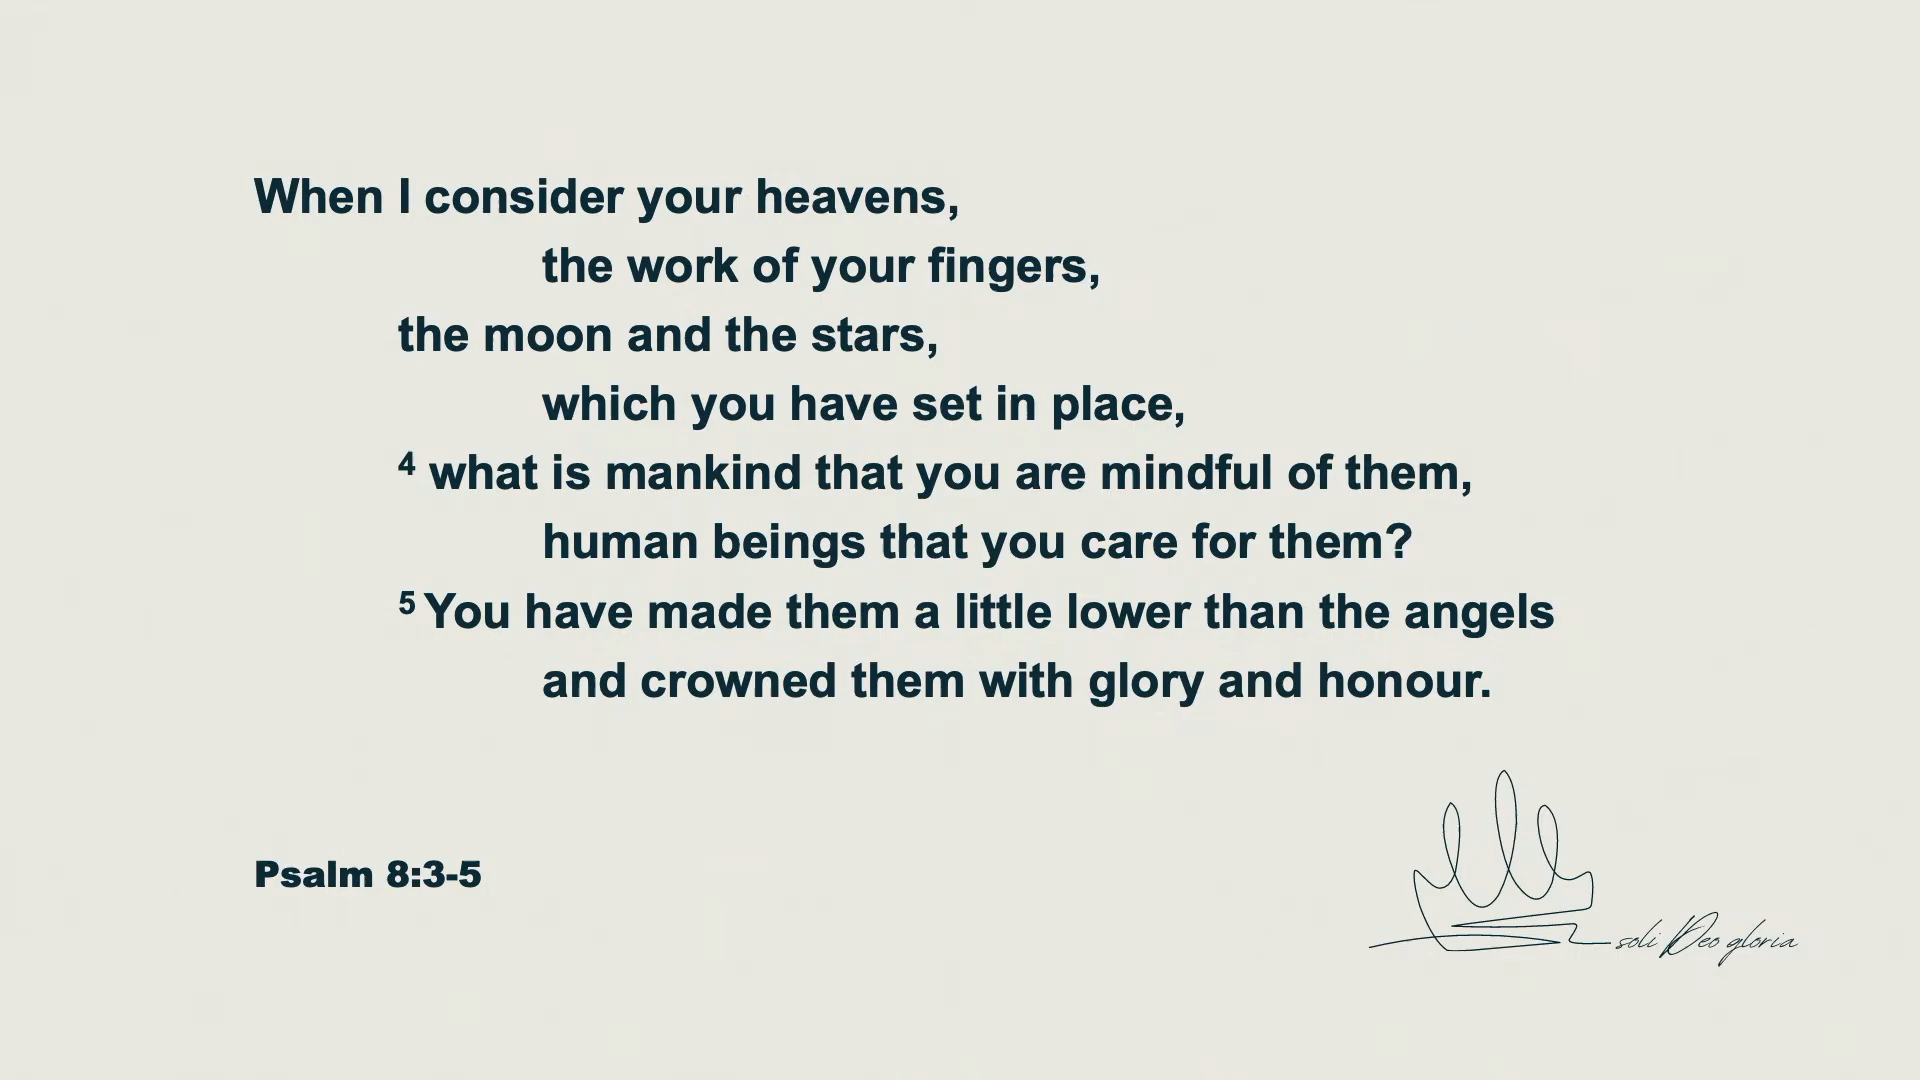 When I consider your heavens,
the work of your fingers,
the moon and the stars,
which you have set in place,
4 what is mankind that you are mindful of them,
human beings that you care for them?
5 You have made them a little lower than the angels
and crowned them with glory and honour.
Psalm 8:3-5
soli Deo gloria